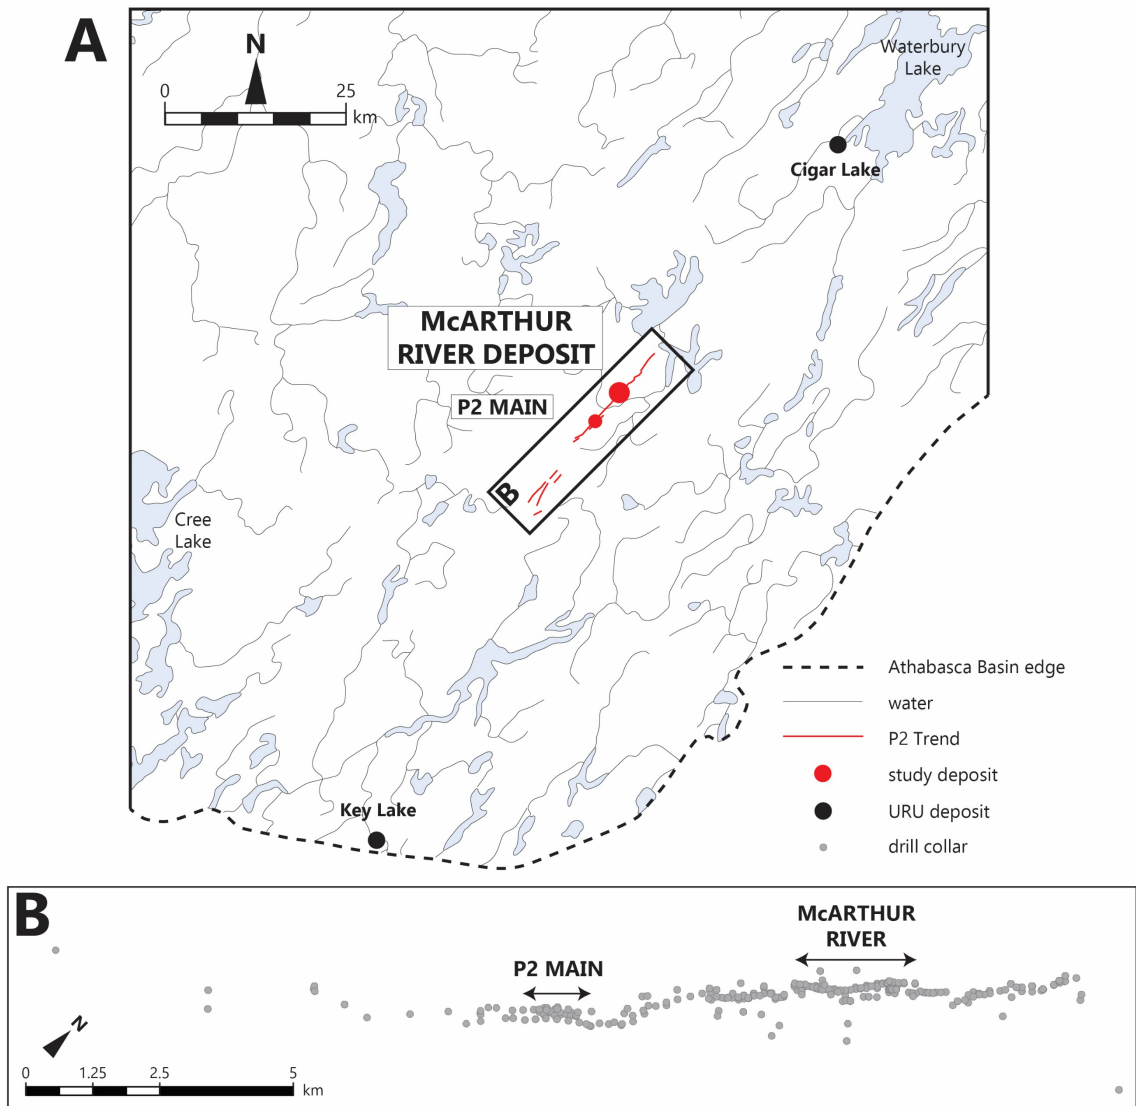 A
N
0 25
km
Waterbury
Lake
Cigar Lake
McARTHUR
RIVER DEPOSIT
P2 MAIN
B
Cree
Lake
Key Lake
Athabasca Basin edge
water
P2 Trend
study deposit
URU deposit
drill collar
B
McARTHUR
RIVER
P2 MAIN
N
0 1.25 2.5 5
km